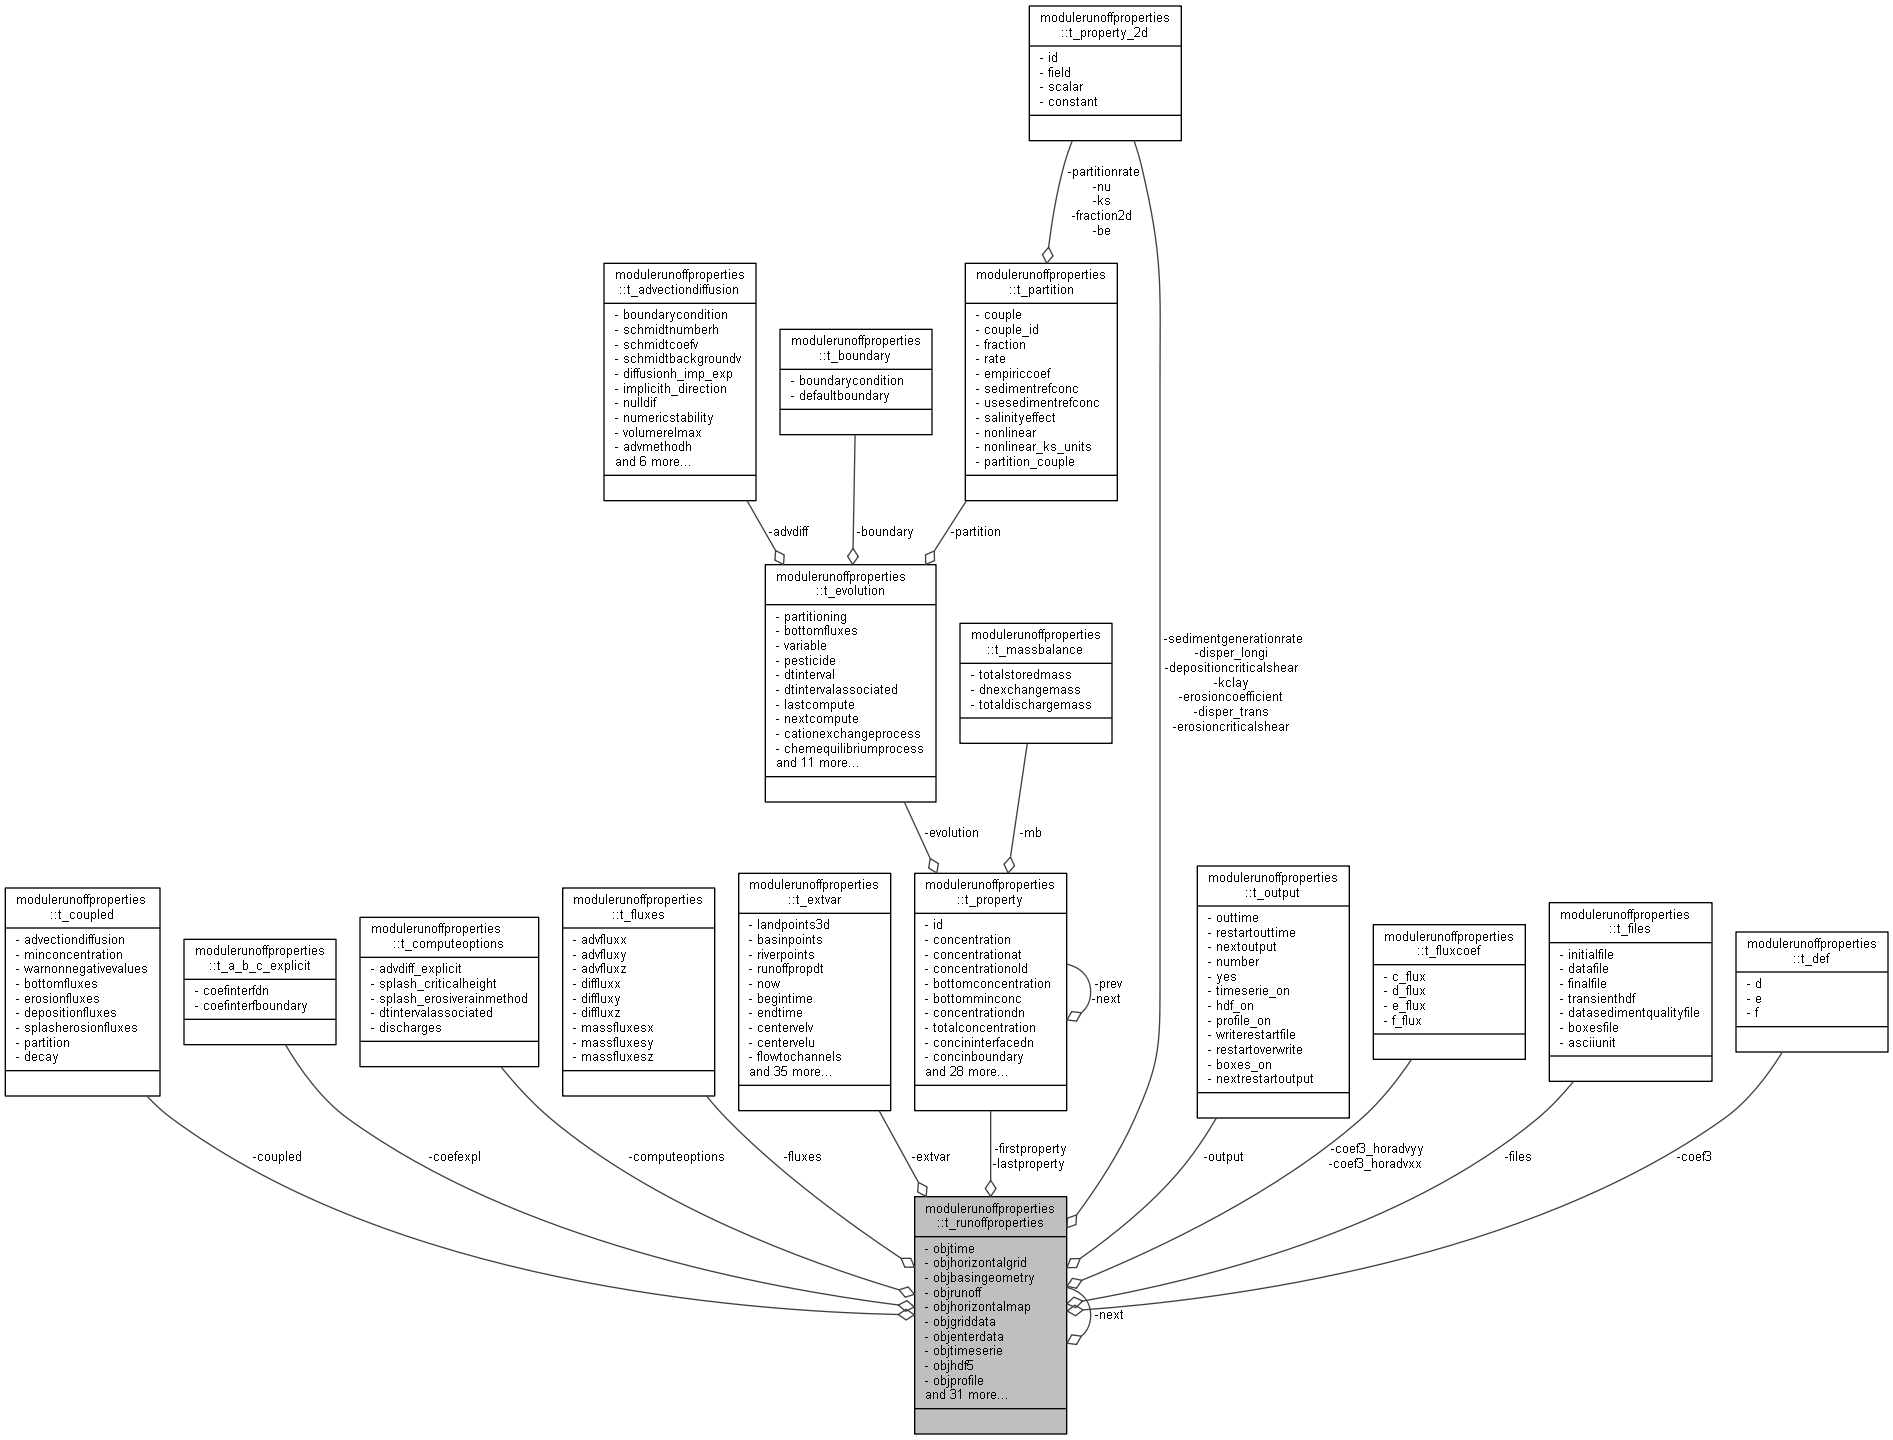 modulerunoffproperties
::t_property_2d
- id
- field
- scalar
- constant
-partitionrate
-nu
-ks
-fraction2d
-be
modulerunoffproperties
::t_advectiondiffusion
- boundarycondition
- schmidtnumberh
- schmidtcoefv
- schmidtbackgroundv
- diffusionh_imp_exp
- implicith_direction
- nulldif
- numericstability
- volumerelmax
- advmethodh
and 6 more...
modulerunoffproperties
::t_boundary
- boundarycondition
- defaultboundary
modulerunoffproperties
::t_partition
- couple
- couple_id
- fraction
- rate
- empiriccoef
- sedimentrefconc
- usesedimentrefconc
- salinityeffect
- nonlinear
- nonlinear_ks_units
- partition_couple
-advdiff
-boundary
-partition
modulerunoffproperties
::t_evolution
- partitioning
- bottomfluxes
- variable
- pesticide
- dtinterval
- dtintervalassociated
- lastcompute
- nextcompute
- cationexchangeprocess
- chemequilibriumprocess
and 11 more...
modulerunoffproperties
::t_massbalance
- totalstoredmass
- dnexchangemass
- totaldischargemass
-sedimentgenerationrate
-disper_longi
-depositioncriticalshear
-kclay
-erosioncoefficient
-disper_trans
-erosioncriticalshear
-evolution
-mb
modulerunoffproperties
::t_coupled
- advectiondiffusion
- minconcentration
- warnonnegativevalues
- bottomfluxes
- erosionfluxes
- depositionfluxes
- splasherosionfluxes
- partition
- decay
modulerunoffproperties
::t_a_b_c_explicit
- coefinterfdn
- coefinterfboundary
modulerunoffproperties
::t_computeoptions
- advdiff_explicit
- splash_criticalheight
- splash_erosiverainmethod
- dtintervalassociated
- discharges
modulerunoffproperties
::t_fluxes
- advfluxx
- advfluxy
- advfluxz
- difffluxx
- difffluxy
- difffluxz
- massfluxesx
- massfluxesy
- massfluxesz
modulerunoffproperties
::t_extvar
- landpoints3d
- basinpoints
- riverpoints
- runoffpropdt
- now
- begintime
- endtime
- centervelv
- centervelu
- flowtochannels
and 35 more...
modulerunoffproperties
::t_property
- id
- concentration
- concentrationat
- concentrationold
- bottomconcentration
- bottomminconc
- concentrationdn
- totalconcentration
- concininterfacedn
- concinboundary
and 28 more...
-prev
-next
modulerunoffproperties
::t_output
- outtime
- restartouttime
- nextoutput
- number
- yes
- timeserie_on
- hdf_on
- profile_on
- writerestartfile
- restartoverwrite
- boxes_on
- nextrestartoutput
modulerunoffproperties
::t_fluxcoef
- c_flux
- d_flux
- e_flux
- f_flux
modulerunoffproperties
::t_files
- initialfile
- datafile
- finalfile
- transienthdf
- datasedimentqualityfile
- boxesfile
- asciiunit
modulerunoffproperties
::t_def
- d
- e
- f
-coupled
-coefexpl
-computeoptions
-fluxes
-extvar
-firstproperty
-lastproperty
-output
-coef3_horadvyy
-coef3_horadvxx
-files
-coef3
modulerunoffproperties
::t_runoffproperties
- objtime
- objhorizontalgrid
- objbasingeometry
- objrunoff
- objhorizontalmap
- objgriddata
- objenterdata
- objtimeserie
- objhdf5
- objprofile
and 31 more...
-next